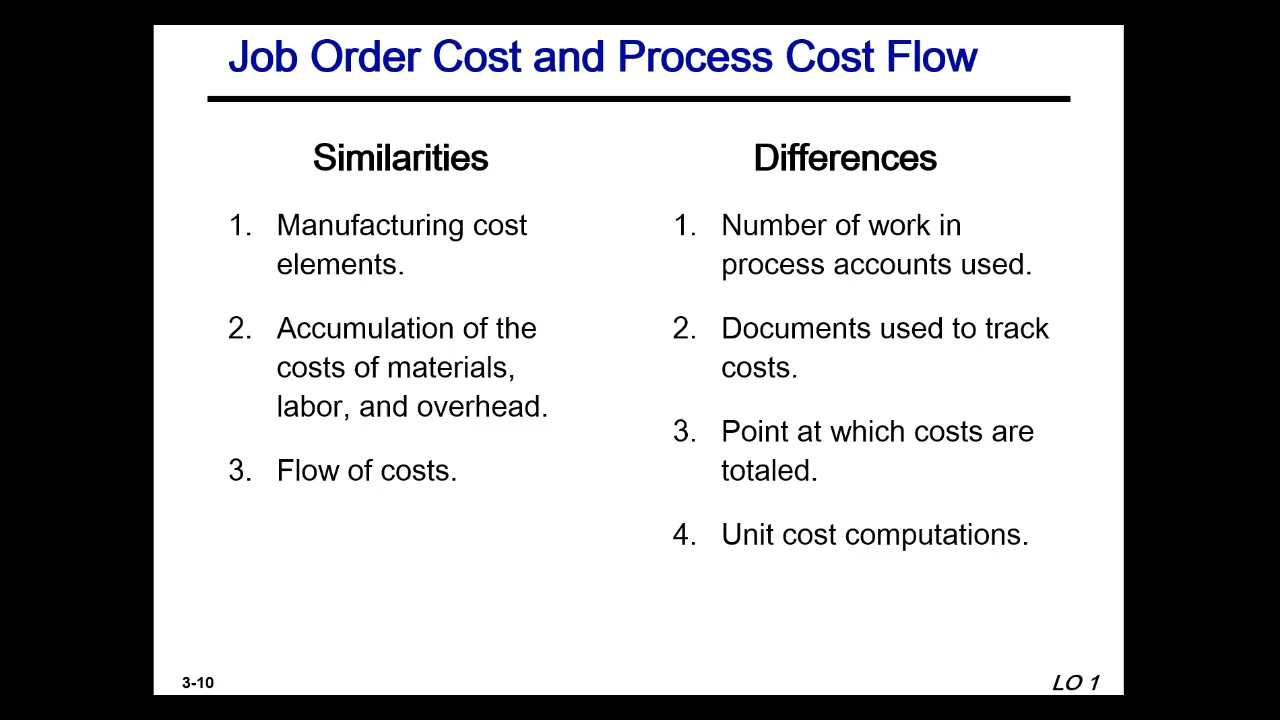 Job Order Cost and Process Cost Flow
Similarities
1. Manufacturing cost
elements.
2. Accumulation of the
costs of materials,
labor, and overhead.
3. Flow of costs.
Differences
1. Number of work in
process accounts used.
2. Documents used to track
costs.
3. Point at which costs are
totaled.
4. Unit cost computations.
3-10
LO 1